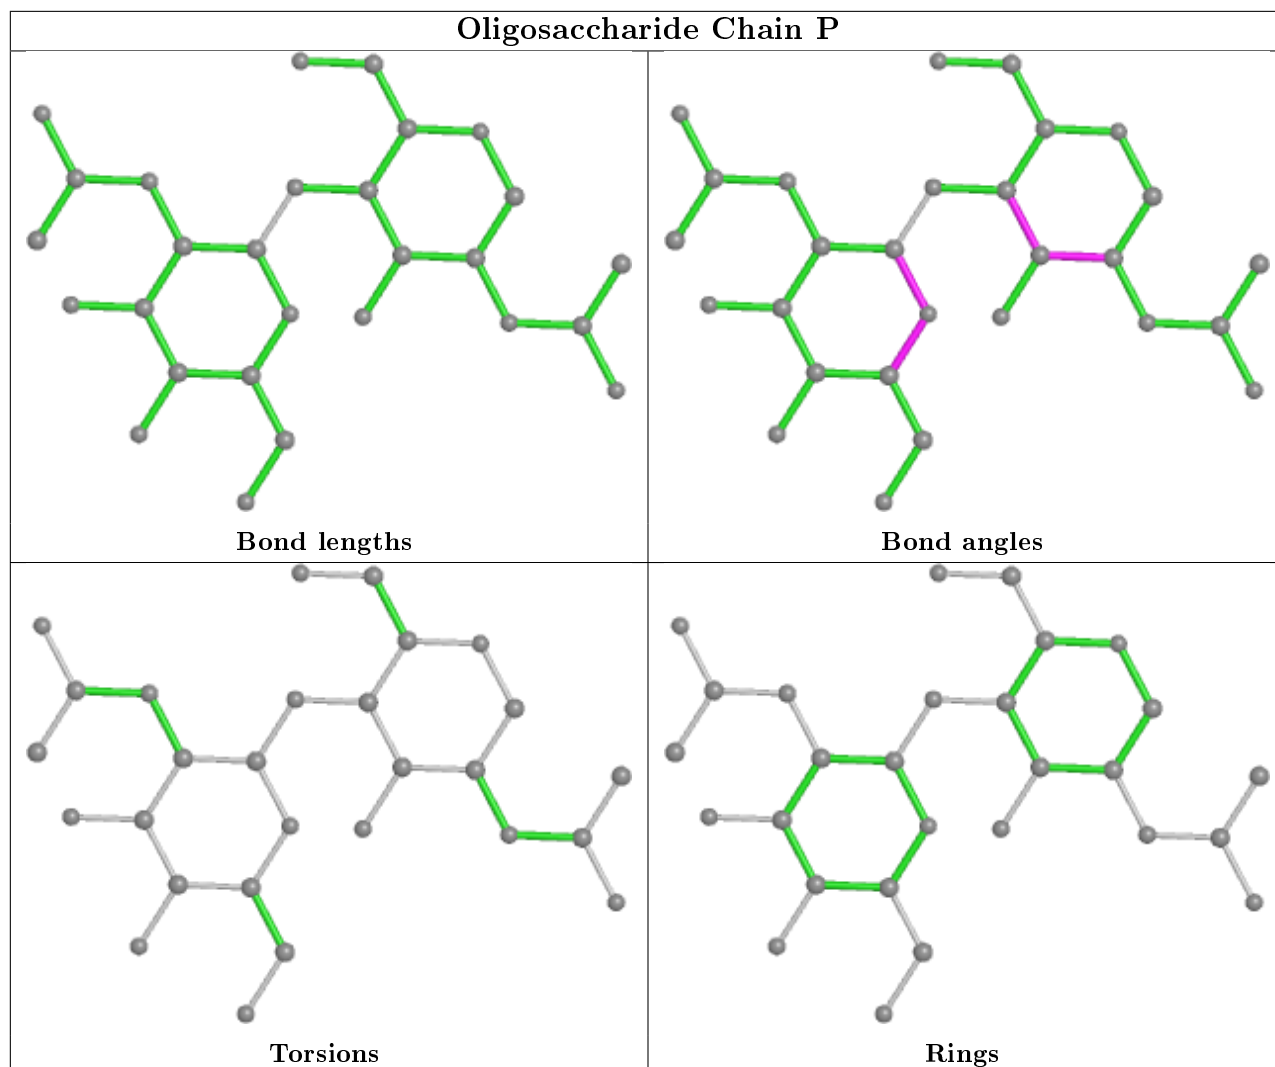 Oligosaccharide Chain P
Bond lengths
Bond angles
Torsions
Rings